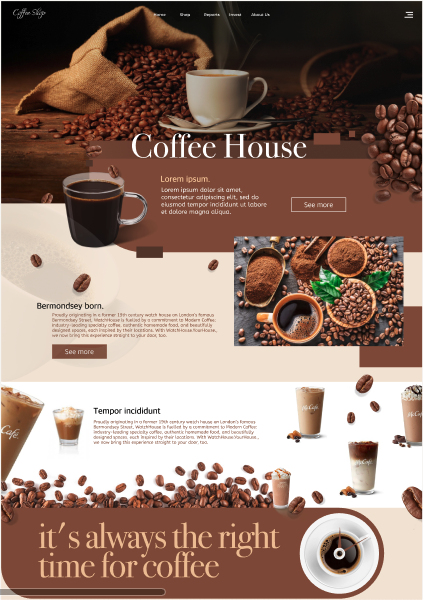 Coffee Shop
Home Shop Reports Invest About Us
Coffee House
Lorem ipsum.
Lorem ipsum dolor sit amet,
consectetur adipiscing elit, sed do
eiusmod tempor incididunt ut labore
et dolore magna aliqua.
See more
Bermondsey born.
Proudly originating in a former 19th century watch house on London's famous
Bermondsey Street, WatchHouse is fuelled by a commitment to Modern Coffee;
industry-leading specialty coffee, authentic homemade food, and beautifully
designed spaces, each inspired by their locations. With WatchHouse.YourHouse.,
we now bring this experience straight to your door, too.
See more
Tempor incididunt
Proudly originating in a former 19th century watch house on London's famous
Bermondsey Street, WatchHouse is fuelled by a commitment to Modern Coffee;
industry-leading specialty coffee, authentic homemade food, and beautifully
designed spaces, each inspired by their locations. With WatchHouse.YourHouse.,
we now bring this experience straight to your door, too.
McCafé
McCafé
McCafé
it's always the right
time for coffee